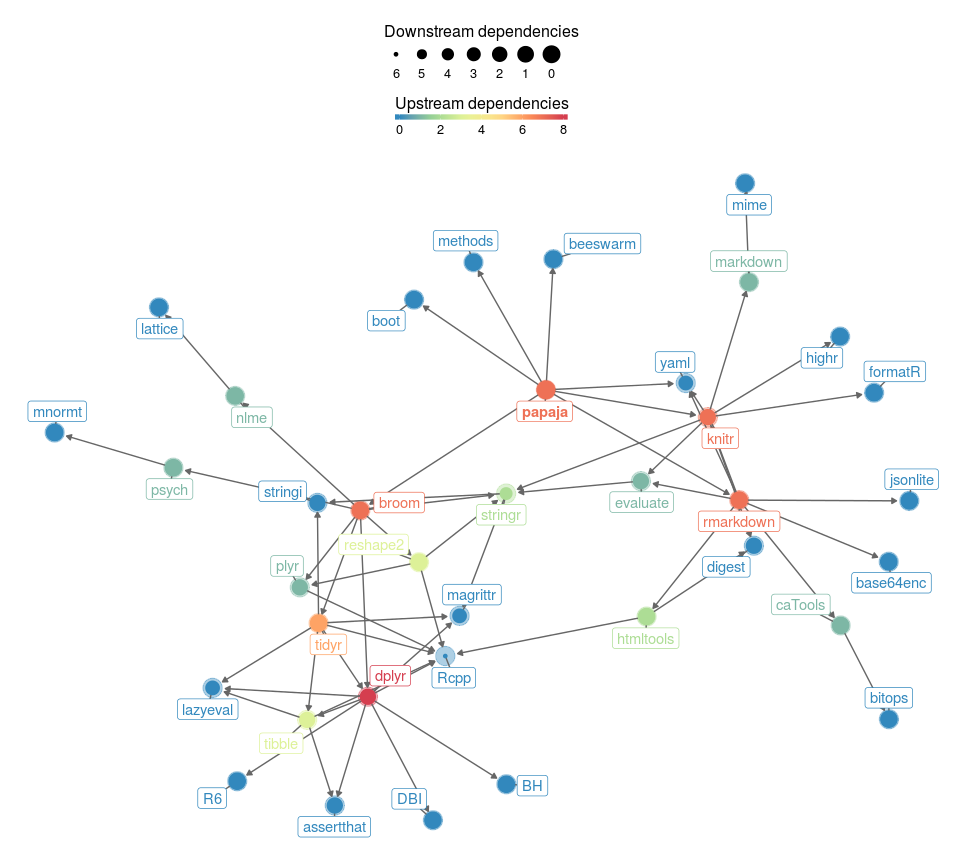 Downstream dependencies
6 5 4 3 2 1 0
Upstream dependencies
0 2 4 6 8
mime
methods
beeswarm
markdown
boot
lattice
yaml
highr
formatR
mnormt
nlme
papaja
knitr
jsonlite
psych
stringi
broom
stringr
evaluate
rmarkdown
reshape2
plyr
digest
base64enc
magrittr
caTools
tidyr
htmltools
dplyr
Rcpp
bitops
lazyeval
tibble
R6
DBI
BH
assertthat